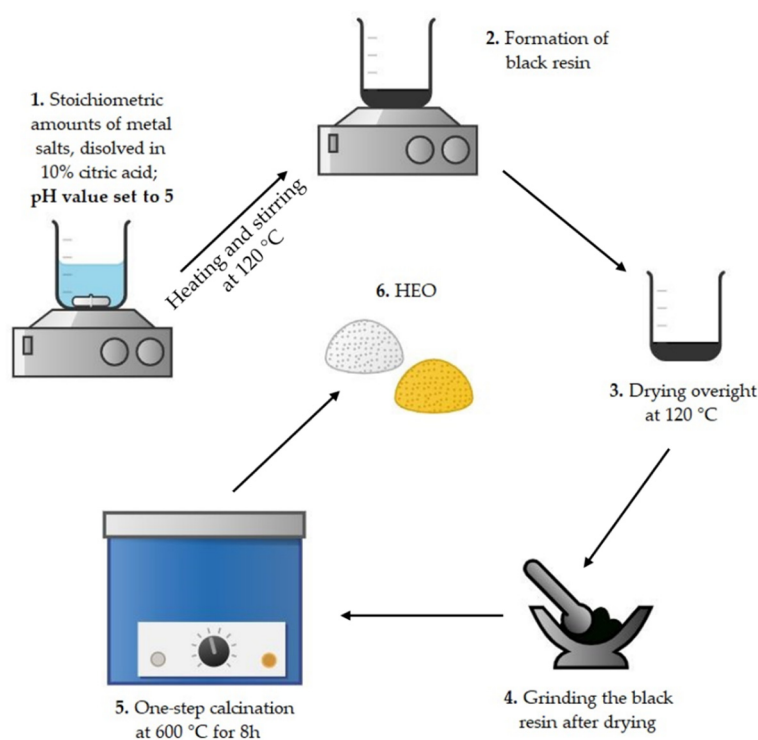 1. Stoichiometric
amounts of metal
salts, disolved in
10% citric acid;
pH value set to 5
Heating and stirring
at 120 °C
2. Formation of
black resin
3. Drying overight
at 120 °C
4. Grinding the black
resin after drying
5. One-step calcination
at 600 °C for 8h
6. HEO